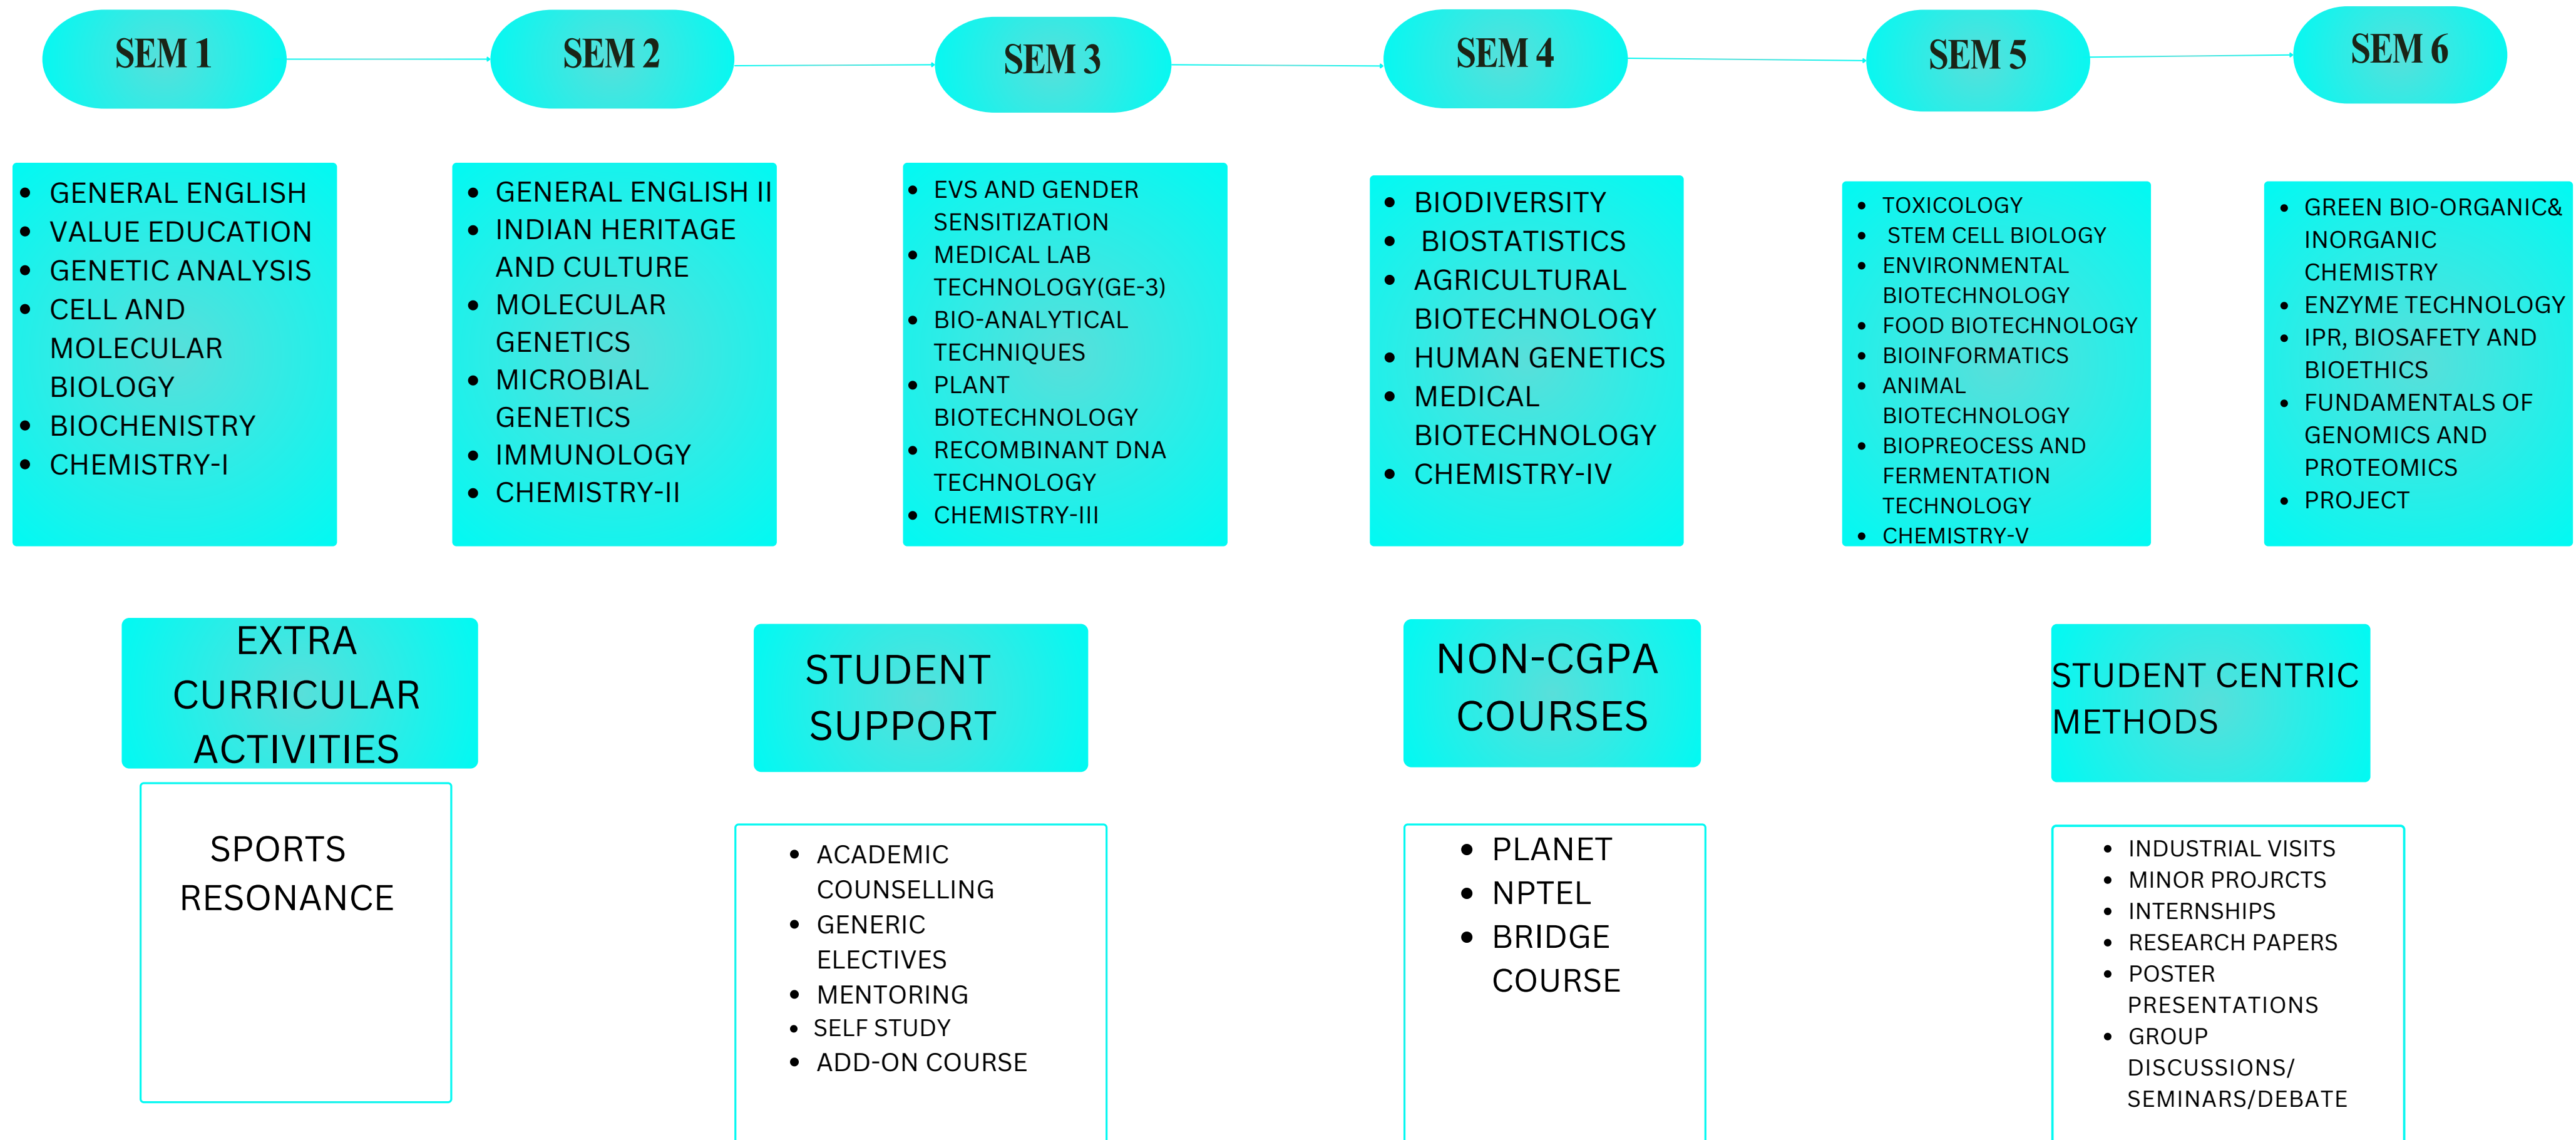 SEM 1
SEM 2
SEM 3
SEM 4
SEM 5
SEM 6
GENERAL ENGLISH
VALUE EDUCATION
GENETIC ANALYSIS
CELL AND
MOLECULAR
BIOLOGY
BIOCHENISTRY
CHEMISTRY-I
GENERAL ENGLISH II
INDIAN HERITAGE
AND CULTURE
MOLECULAR
GENETICS
MICROBIAL
GENETICS
IMMUNOLOGY
CHEMISTRY-II
EVS AND GENDER
SENSITIZATION
MEDICAL LAB
TECHNOLOGY(GE-3)
BIO-ANALYTICAL
TECHNIQUES
PLANT
BIOTECHNOLOGY
RECOMBINANT DNA
TECHNOLOGY
CHEMISTRY-III
BIODIVERSITY
BIOSTATISTICS
AGRICULTURAL
BIOTECHNOLOGY
HUMAN GENETICS
MEDICAL
BIOTECHNOLOGY
CHEMISTRY-IV
TOXICOLOGY
STEM CELL BIOLOGY
ENVIRONMENTAL
BIOTECHNOLOGY
FOOD BIOTECHNOLOGY
BIOINFORMATICS
ANIMAL
BIOTECHNOLOGY
BIOPREOCESS AND
FERMENTATION
TECHNOLOGY
CHEMISTRY-V
GREEN BIO-ORGANIC&
INORGANIC
CHEMISTRY
ENZYME TECHNOLOGY
IPR, BIOSAFETY AND
BIOETHICS
FUNDAMENTALS OF
GENOMICS AND
PROTEOMICS
PROJECT
EXTRA
CURRICULAR
ACTIVITIES
SPORTS
RESONANCE
STUDENT
SUPPORT
ACADEMIC
COUNSELLING
GENERIC
ELECTIVES
MENTORING
SELF STUDY
ADD-ON COURSE
NON-CGPA
COURSES
PLANET
NPTEL
BRIDGE
COURSE
STUDENT CENTRIC
METHODS
INDUSTRIAL VISITS
MINOR PROJRCTS
INTERNSHIPS
RESEARCH PAPERS
POSTER
PRESENTATIONS
GROUP
DISCUSSIONS/
SEMINARS/DEBATE